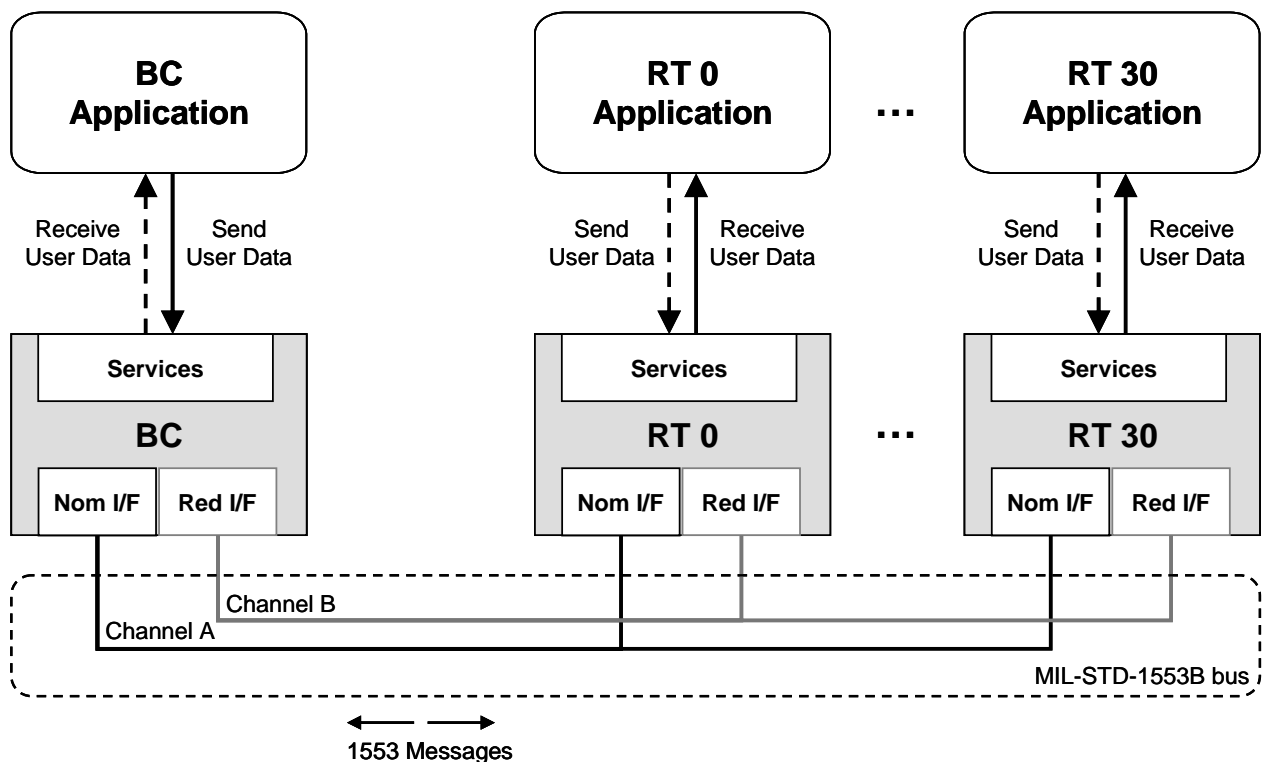 BC
Application
RT 0
Application
...
RT 30
Application
Receive
User Data
Send
User Data
Send
User Data
Receive
User Data
Send
User Data
Receive
User Data
Services
Services
Services
BC
RT 0
...
RT 30
Nom I/F
Red I/F
Nom I/F
Red I/F
Nom I/F
Red I/F
Channel B
Channel A
MIL-STD-1553B bus
1553 Messages